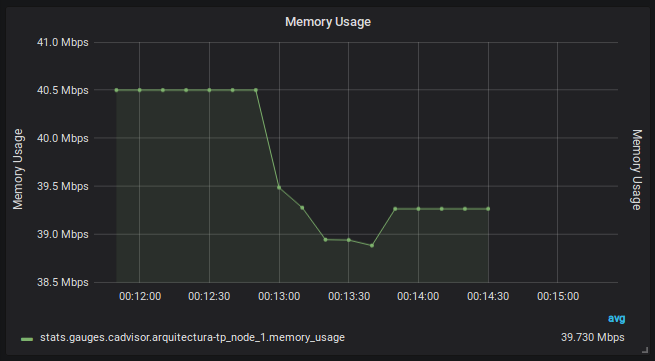 Memory Usage
41.0 Mbps
40.5 Mbps
40.0 Mbps
39.5 Mbps
39.0 Mbps
38.5 Mbps
Memory Usage
Memory Usage
00:12:00 00:12:30 00:13:00 00:13:30 00:14:00 00:14:30 00:15:00
avg
stats.gauges.cadvisor.arquitectura-tp_node_1.memory_usage 39.730 Mbps